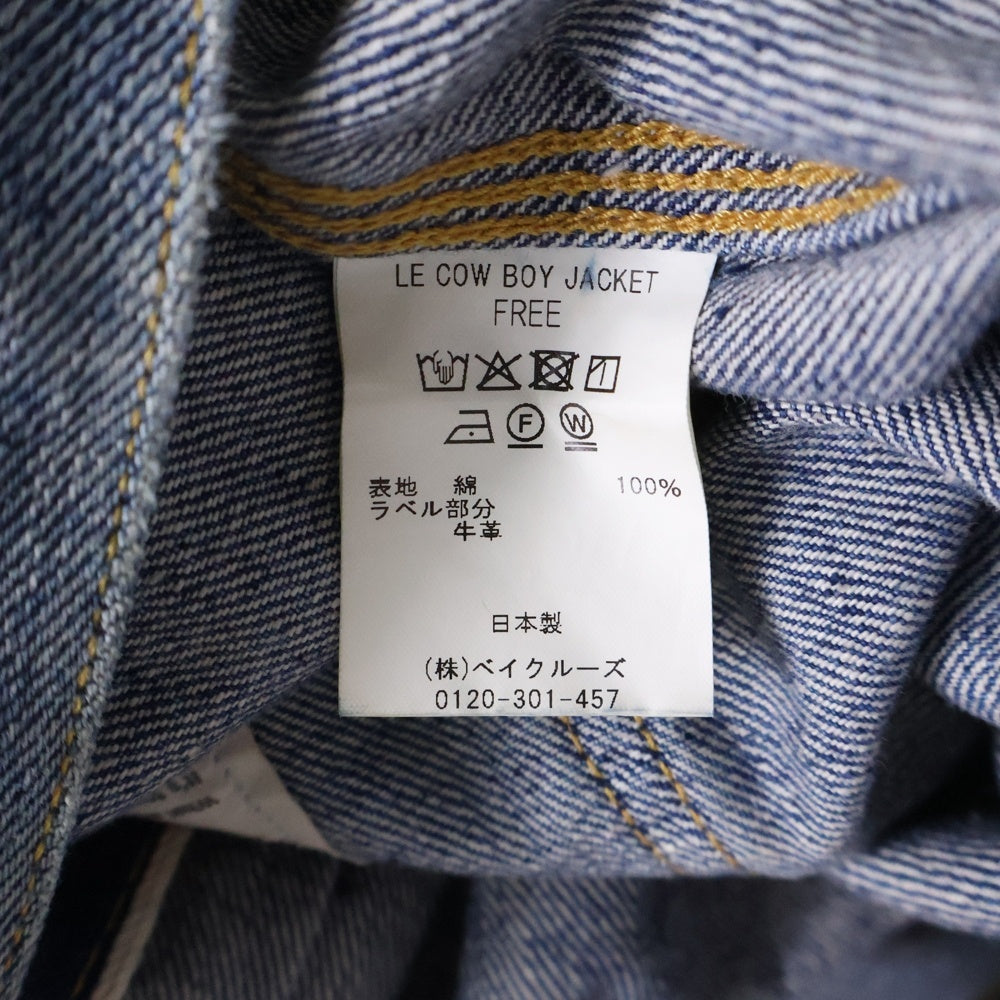 LE COW BOY JACKET
FREE
F W
表地 綿 100%
ラベル部分
牛革
日本製
(株)ベイクルーズ
0120-301-457